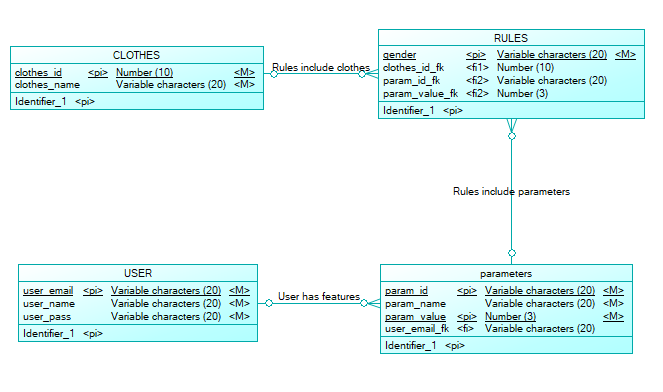 CLOTHES
clothes_id <pi> Number (10) <M>
clothes_name Variable characters (20) <M>
Identifier_1 <pi>
Rules include clothes
RULES
gender <pi> Variable characters (20) <M>
clothes_id_fk <fi1> Number (10)
param_id_fk <fi2> Variable characters (20)
param_value_fk <fi2> Number (3)
Identifier_1 <pi>
Rules include parameters
USER
user_email <pi> Variable characters (20) <M>
user_name Variable characters (20) <M>
user_pass Variable characters (20) <M>
Identifier_1 <pi>
User has features
parameters
param_id <pi> Variable characters (20) <M>
param_name Variable characters (20) <M>
param_value <pi> Number (3) <M>
user_email_fk <fi> Variable characters (20)
Identifier_1 <pi>